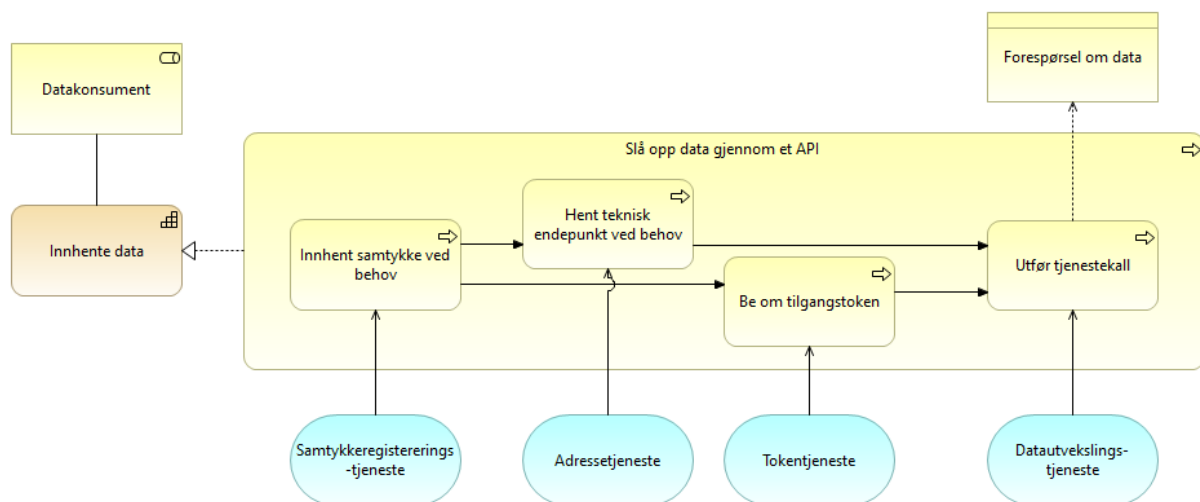 Datakonsument
Forespørsel om data
Slå opp data gjennom et API
Innhente data
Innhent samtykke ved
behov
Hent teknisk
endepunkt ved behov
Be om tilgangstoken
Utfør tjenestekall
Samtykkeregistererings
-tjeneste
Adressetjeneste
Tokentjeneste
Datautvekslings-
tjeneste